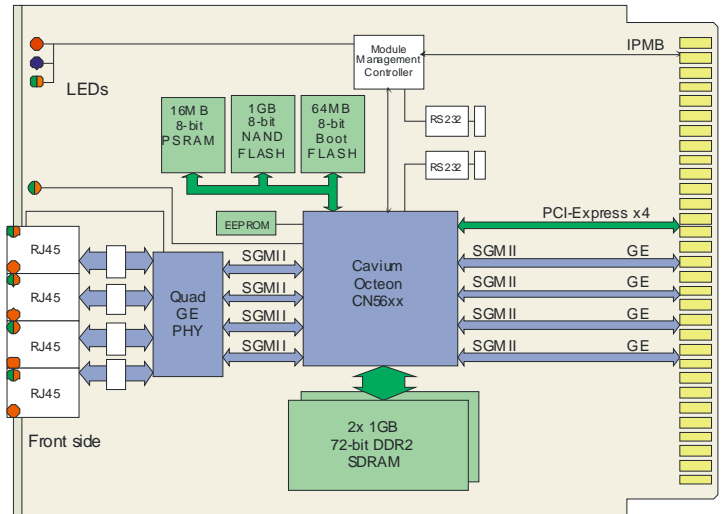 Module
Management
Controller
IPMB
LEDs
16MB
8-bit
PSRAM
1GB
8-bit
NAND
FLASH
64MB
8-bit
Boot
FLASH
RS232
RS232
EEPROM
PCI-Express x4
RJ45
RJ45
RJ45
RJ45
Quad
GE
PHY
SGMII
SGMII
SGMII
SGMII
Cavium
Octeon
CN56xx
SGMII GE
SGMII GE
SGMII GE
SGMII GE
Front side
2x 1GB
72-bit DDR2
SDRAM